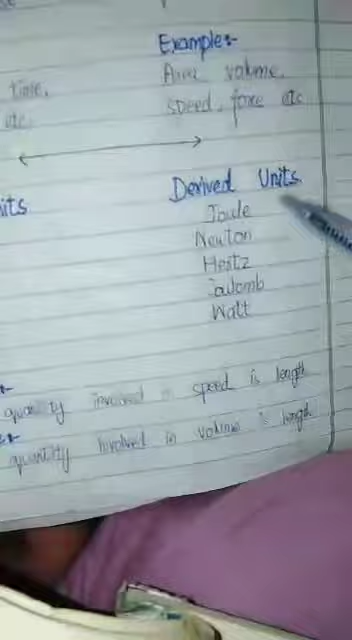 Example:-
Area, volume,
time,
speed, force etc
etc.
Derived Units
its
Joule
Newton
Hertz
Coulomb
Watt
quantity involved in speed is length
quantity involved in volume is length